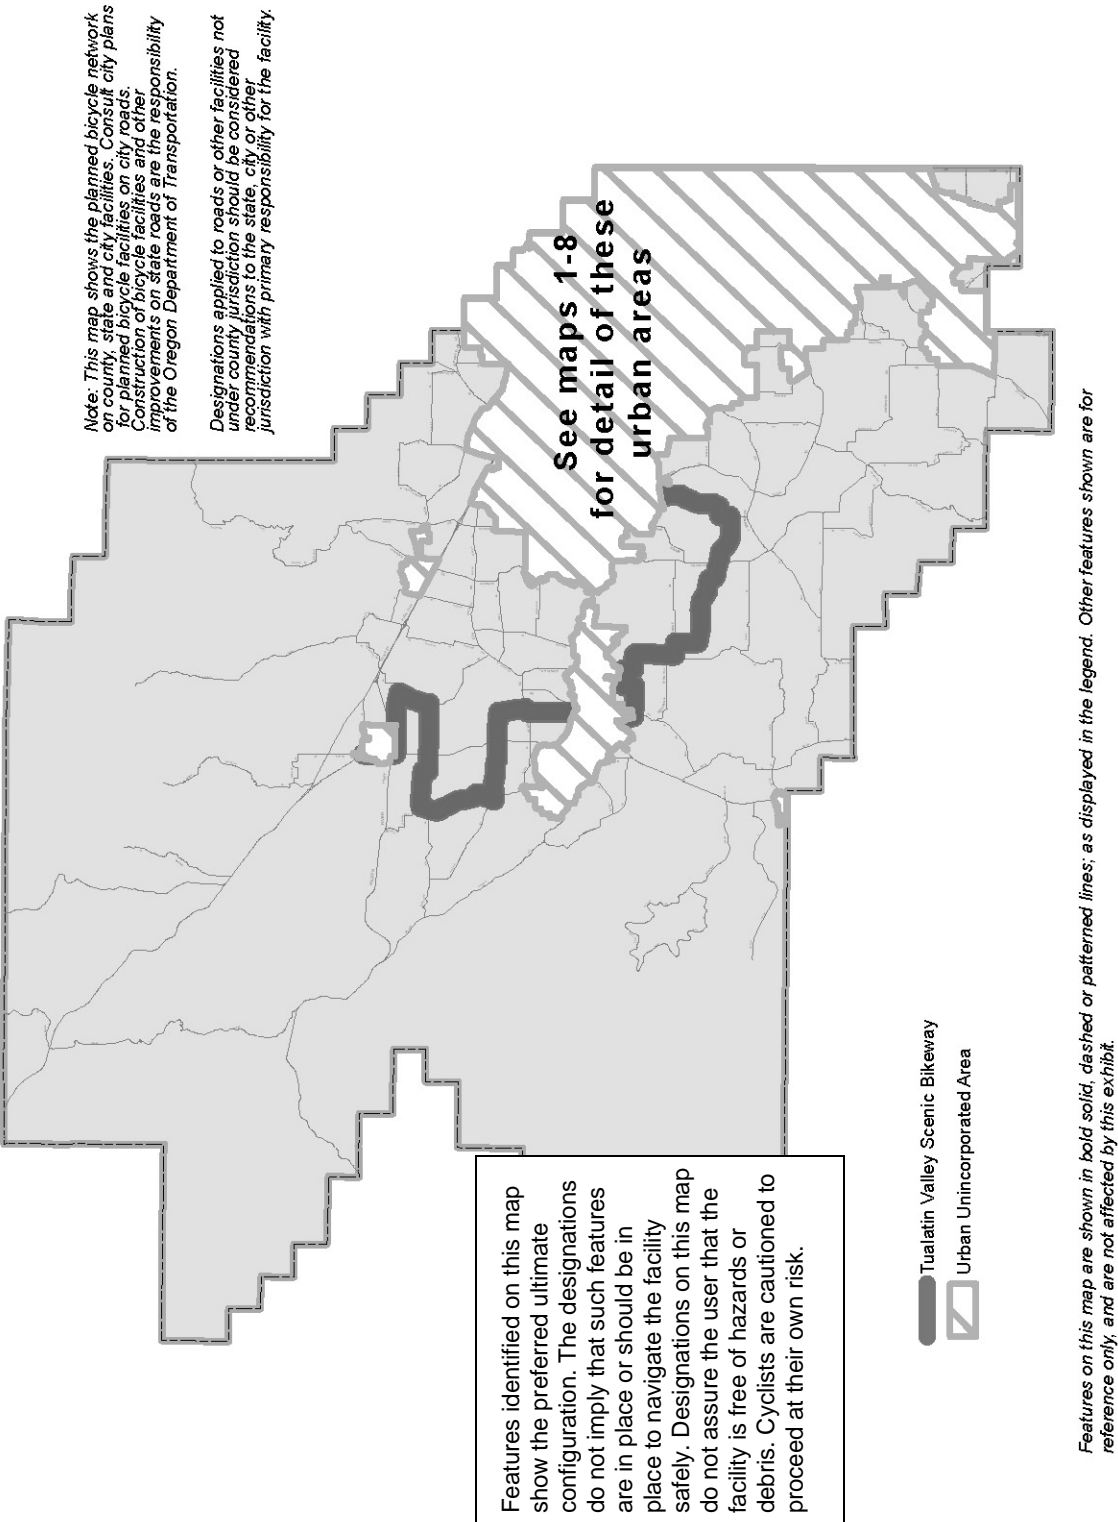 Note: This map shows the planned bicycle network
on county, state and city facilities. Consult city plans
for planned bicycle facilities on city roads.
Construction of bicycle facilities and other
improvements on state roads are the responsibility
of the Oregon Department of Transportation.
Designations applied to roads or other facilities not
under county jurisdiction should be considered
recommendations to the state, city or other
jurisdiction with primary responsibility for the facility.
See maps 1-8
for detail of these
urban areas
Features identified on this map
show the preferred ultimate
configuration. The designations
do not imply that such features
are in place or should be in
place to navigate the facility
safely. Designations on this map
do not assure the user that the
facility is free of hazards or
debris. Cyclists are cautioned to
proceed at their own risk.
Tualatin Valley Scenic Bikeway
Urban Unincorporated Area
Features on this map are shown in bold solid, dashed or patterned lines; as displayed in the legend. Other features shown are for
reference only, and are not affected by this exhibit.